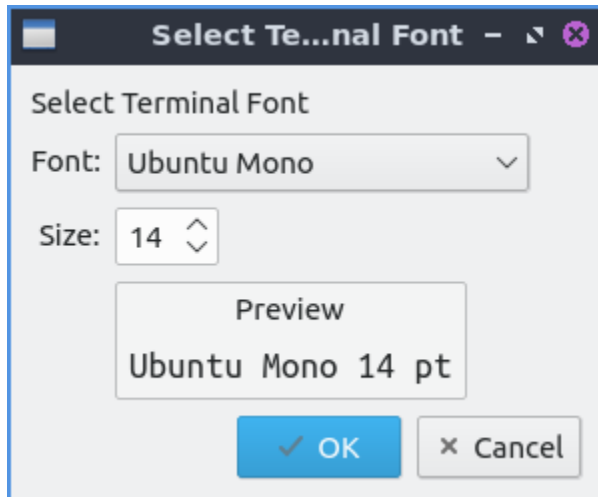 Select Te...nal Font
Select Terminal Font
Font: Ubuntu Mono
Size: 14
Preview
Ubuntu Mono 14 pt
OK Cancel